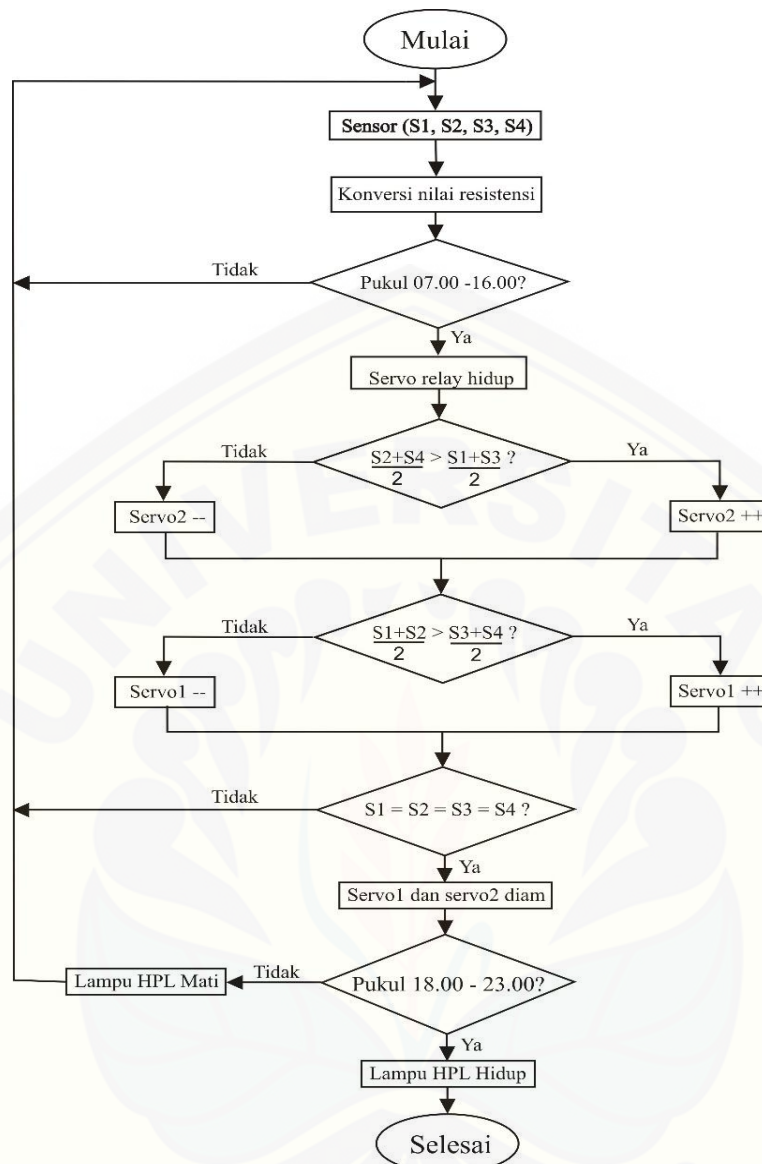 Mulai
Sensor (S1, S2, S3, S4)
Konversi nilai resistensi
Tidak
Pukul 07.00 -16.00?
Ya
Servo relay hidup
Tidak
S2+S4 > S1+S3 ?
2 2
Ya
Servo2 --
Servo2 ++
Tidak
S1+S2 > S3+S4 ?
2 2
Ya
Servo1 --
Servo1 ++
Tidak
S1 = S2 = S3 = S4 ?
Ya
Servo1 dan servo2 diam
Lampu HPL Mati
Tidak
Pukul 18.00 - 23.00?
Ya
Lampu HPL Hidup
Selesai
UNIVERSITA